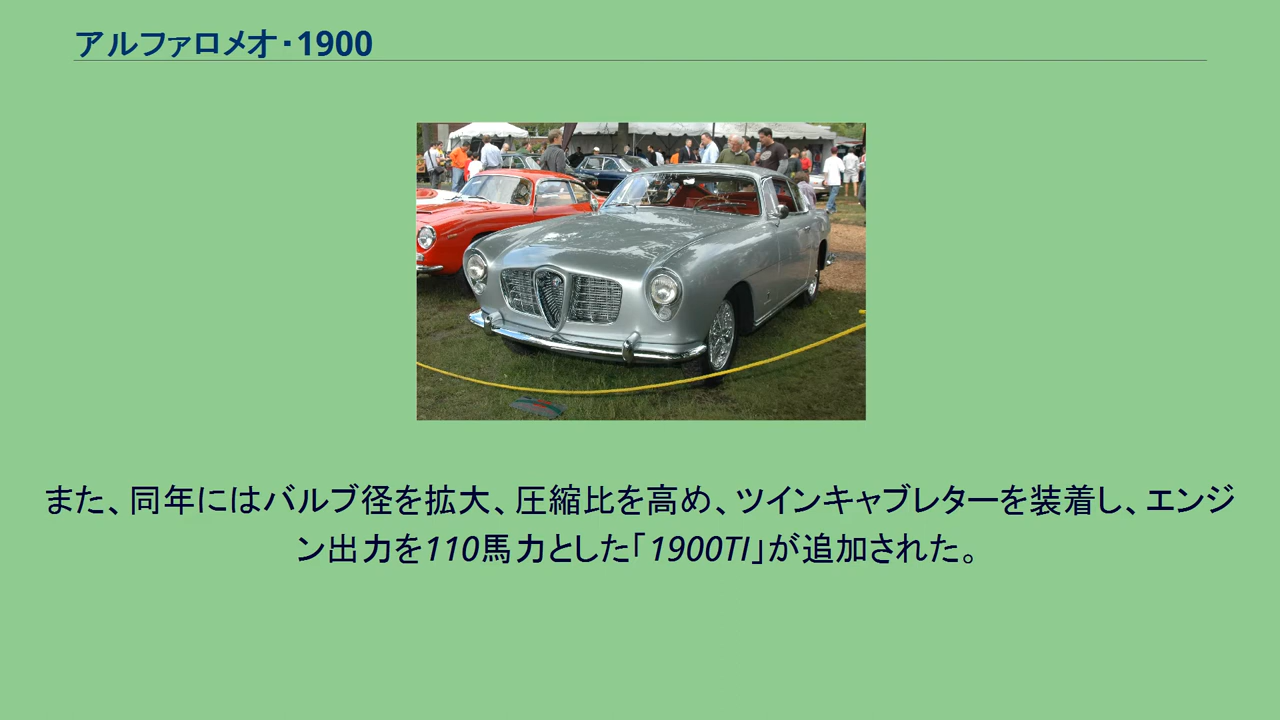 アルファロメオ・1900
また、同年にはバルブ径を拡大、圧縮比を高め、ツインキャブレターを装着し、エンジ
ン出力を110馬力とした「1900TI」が追加された。